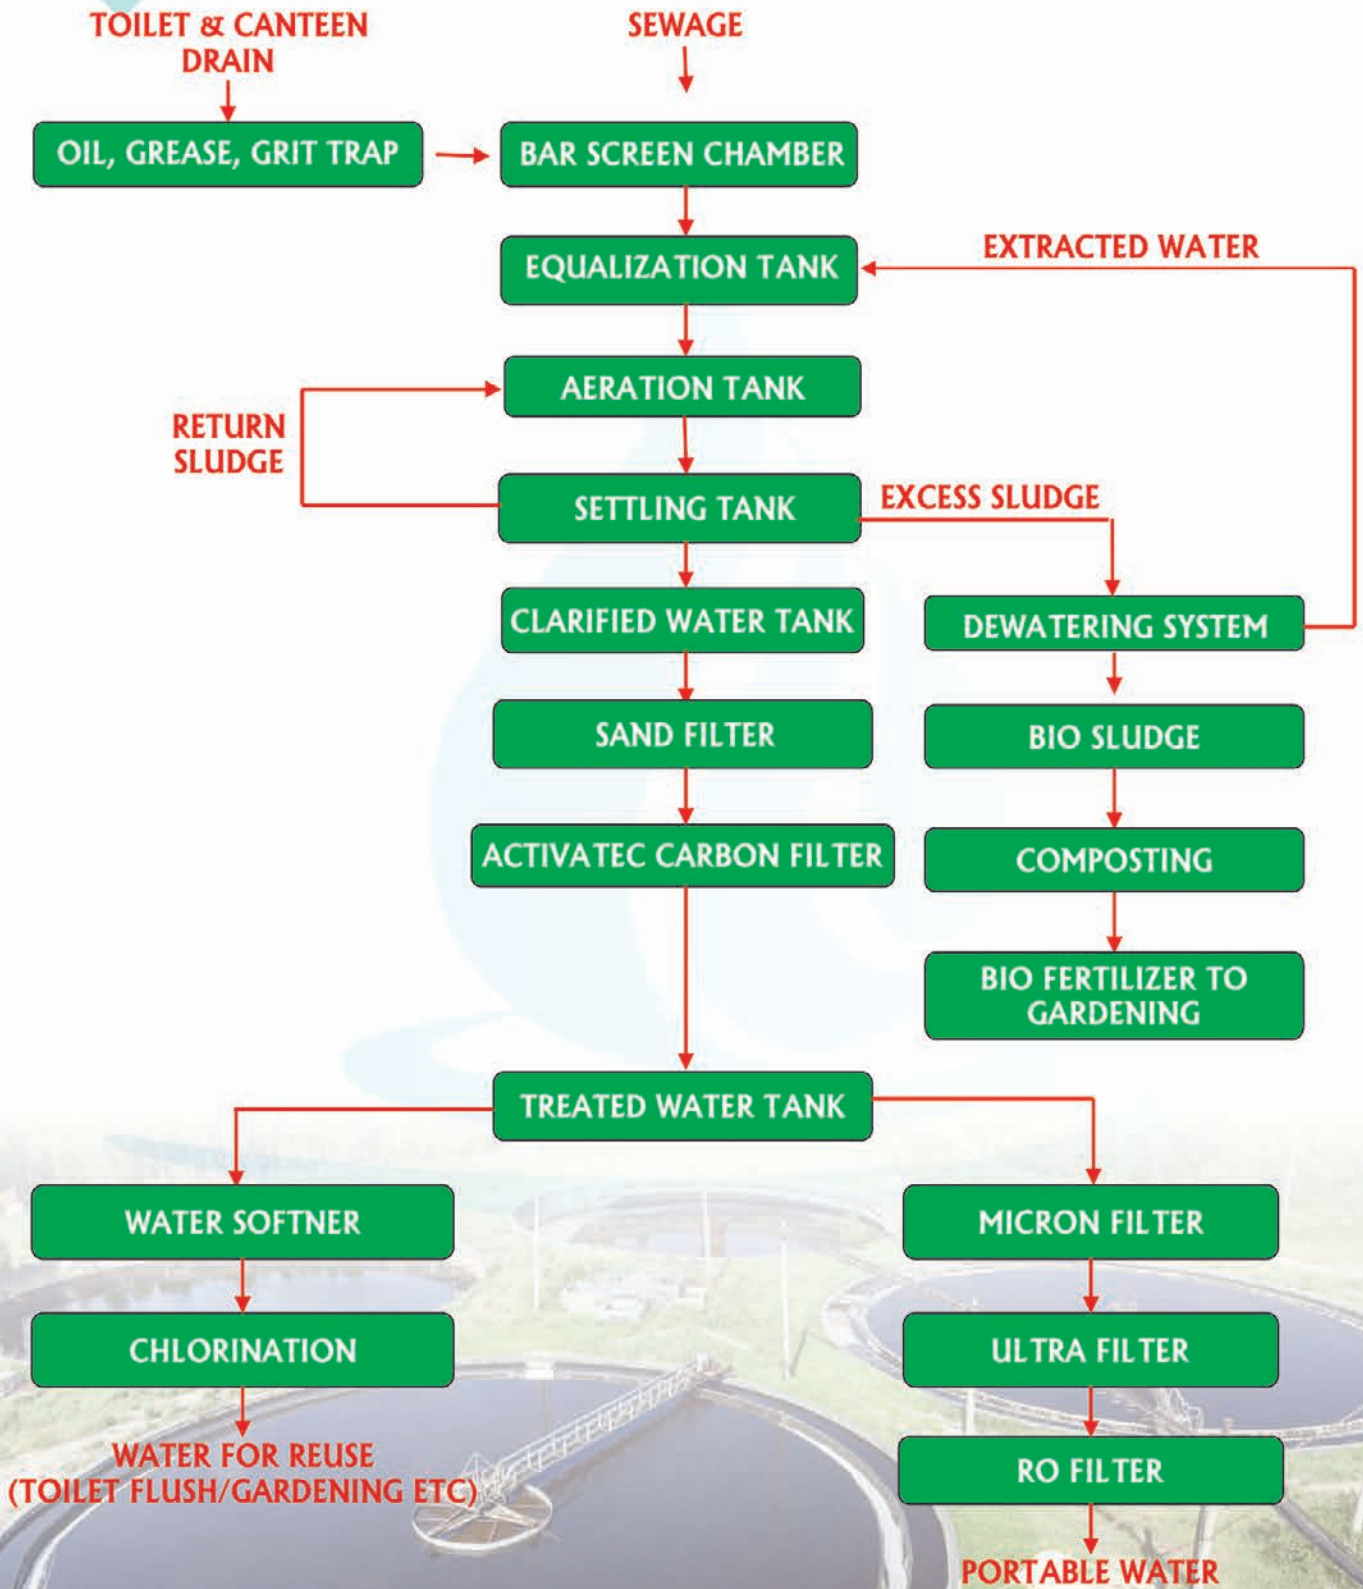 TOILET & CANTEEN
DRAIN
SEWAGE
OIL, GREASE, GRIT TRAP
BAR SCREEN CHAMBER
EQUALIZATION TANK
EXTRACTED WATER
AERATION TANK
RETURN
SLUDGE
SETTLING TANK
EXCESS SLUDGE
CLARIFIED WATER TANK
DEWATERING SYSTEM
SAND FILTER
BIO SLUDGE
ACTIVATEC CARBON FILTER
COMPOSTING
BIO FERTILIZER TO
GARDENING
TREATED WATER TANK
WATER SOFTNER
MICRON FILTER
CHLORINATION
ULTRA FILTER
WATER FOR REUSE
(TOILET FLUSH/GARDENING ETC)
RO FILTER
PORTABLE WATER